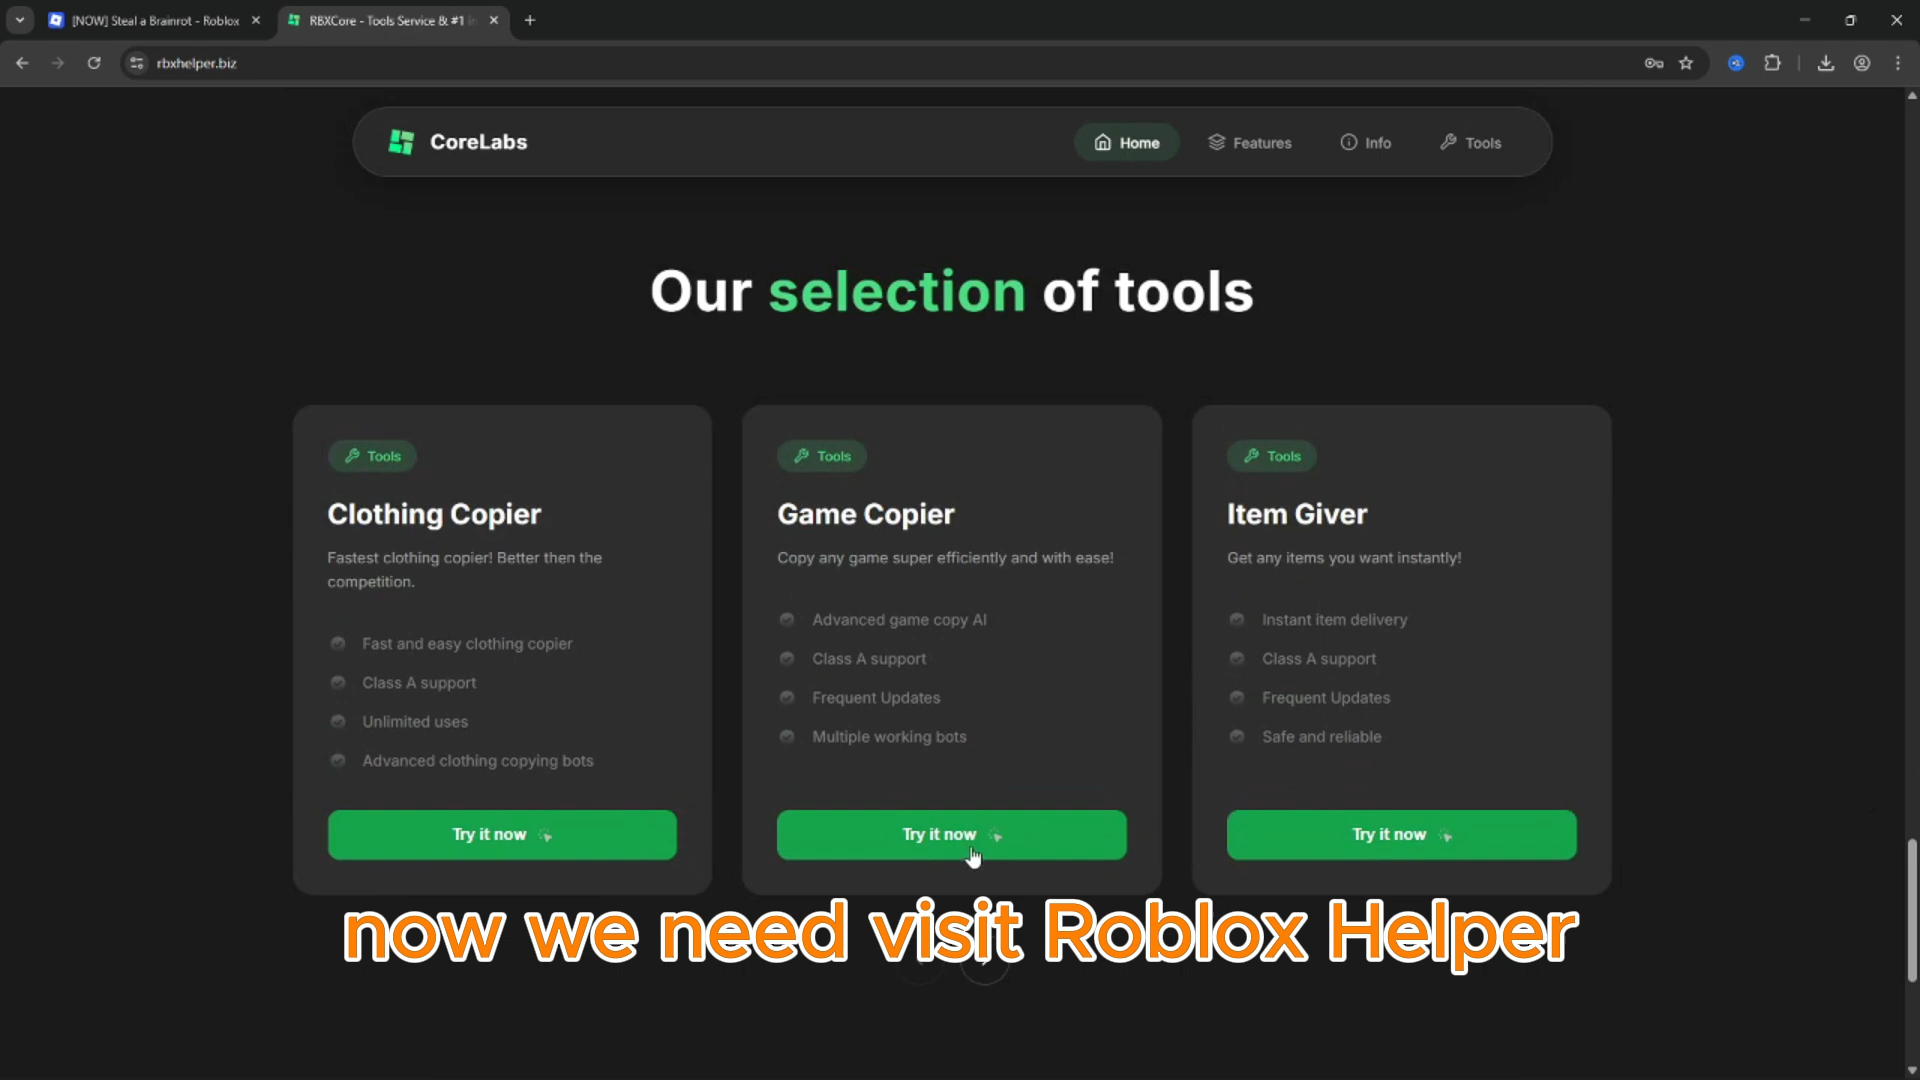 [NOW] Steal a Brainrot - Roblox
RBXCore - Tools Service & #1
rbxhelper.biz
CoreLabs
Home
Features
Info
Tools
Our selection of tools
Tools
Clothing Copier
Fastest clothing copier! Better then the
competition.
Fast and easy clothing copier
Class A support
Unlimited uses
Advanced clothing copying bots
Try it now
Tools
Game Copier
Copy any game super efficiently and with ease!
Advanced game copy AI
Class A support
Frequent Updates
Multiple working bots
Try it now
Tools
Item Giver
Get any items you want instantly!
Instant item delivery
Class A support
Frequent Updates
Safe and reliable
Try it now
now we need visit Roblox Helper